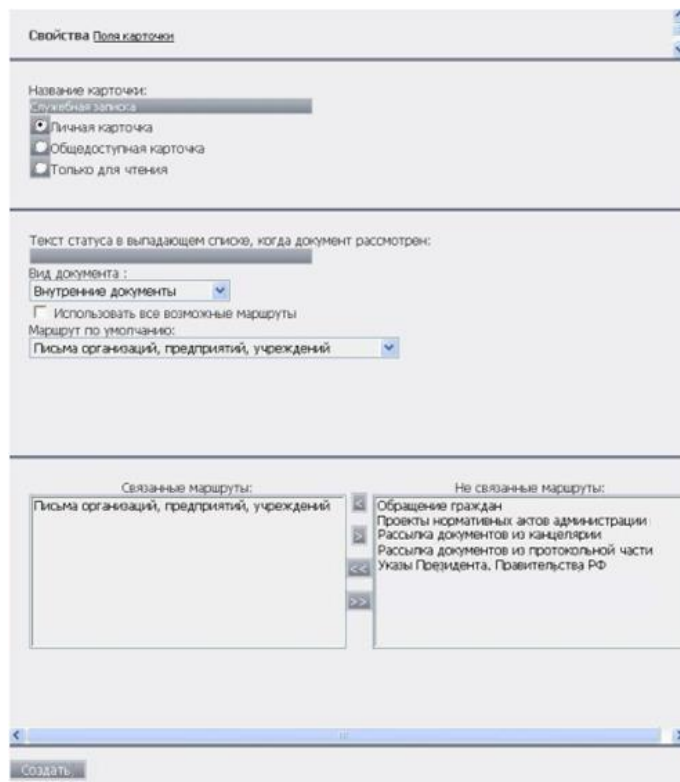 Свойства Поля карточки
Название карточки:
Служебная записка
Личная карточка
Общедоступная карточка
Только для чтения
Текст статуса в выпадающем списке, когда документ рассмотрен:
Вид документа :
Внутренние документы
Использовать все возможные маршруты
Маршрут по умолчанию:
Письма организаций, предприятий, учреждений
Связанные маршруты:
Письма организаций, предприятий, учреждений
<
>
<<
>>
Не связанные маршруты:
Обращение граждан
Проекты нормативных актов администрации
Рассылка документов из канцелярии
Рассылка документов из протокольной части
Указы Президента, Правительства РФ
Создать